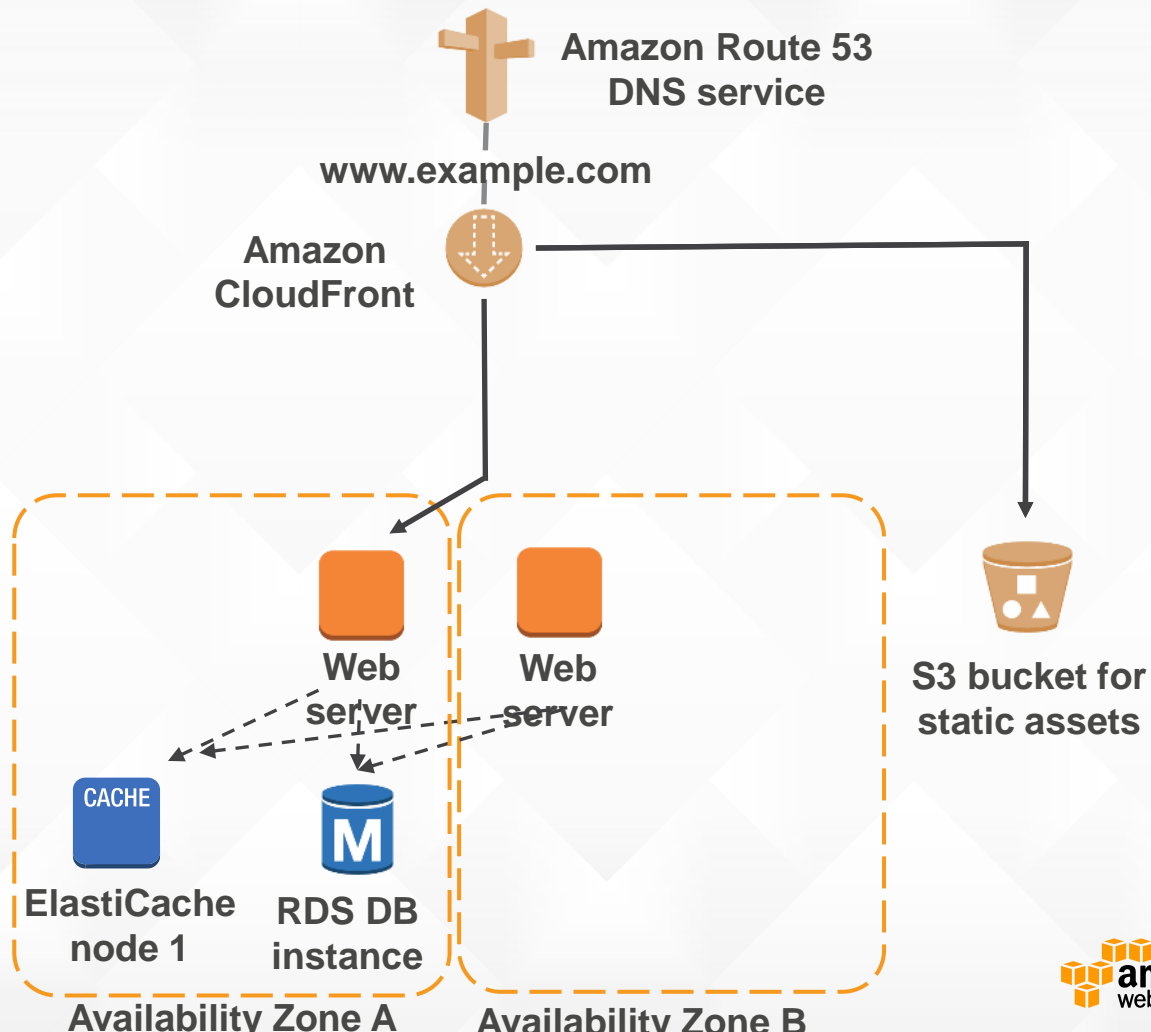 Amazon Route 53
DNS service
www.example.com
Amazon
CloudFront
Web
server
Web
server
S3 bucket for
static assets
CACHE
M
ElastiCache
node 1
RDS DB
instance
Availability Zone A
Availability Zone B